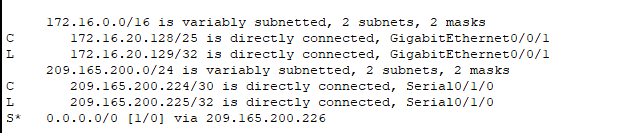 172.16.0.0/16 is variably subnetted, 2 subnets, 2 masks
C 172.16.20.128/25 is directly connected, GigabitEthernet0/0/1
L 172.16.20.129/32 is directly connected, GigabitEthernet0/0/1
209.165.200.0/24 is variably subnetted, 2 subnets, 2 masks
C 209.165.200.224/30 is directly connected, Serial0/1/0
L 209.165.200.225/32 is directly connected, Serial0/1/0
S* 0.0.0.0/0 [1/0] via 209.165.200.226